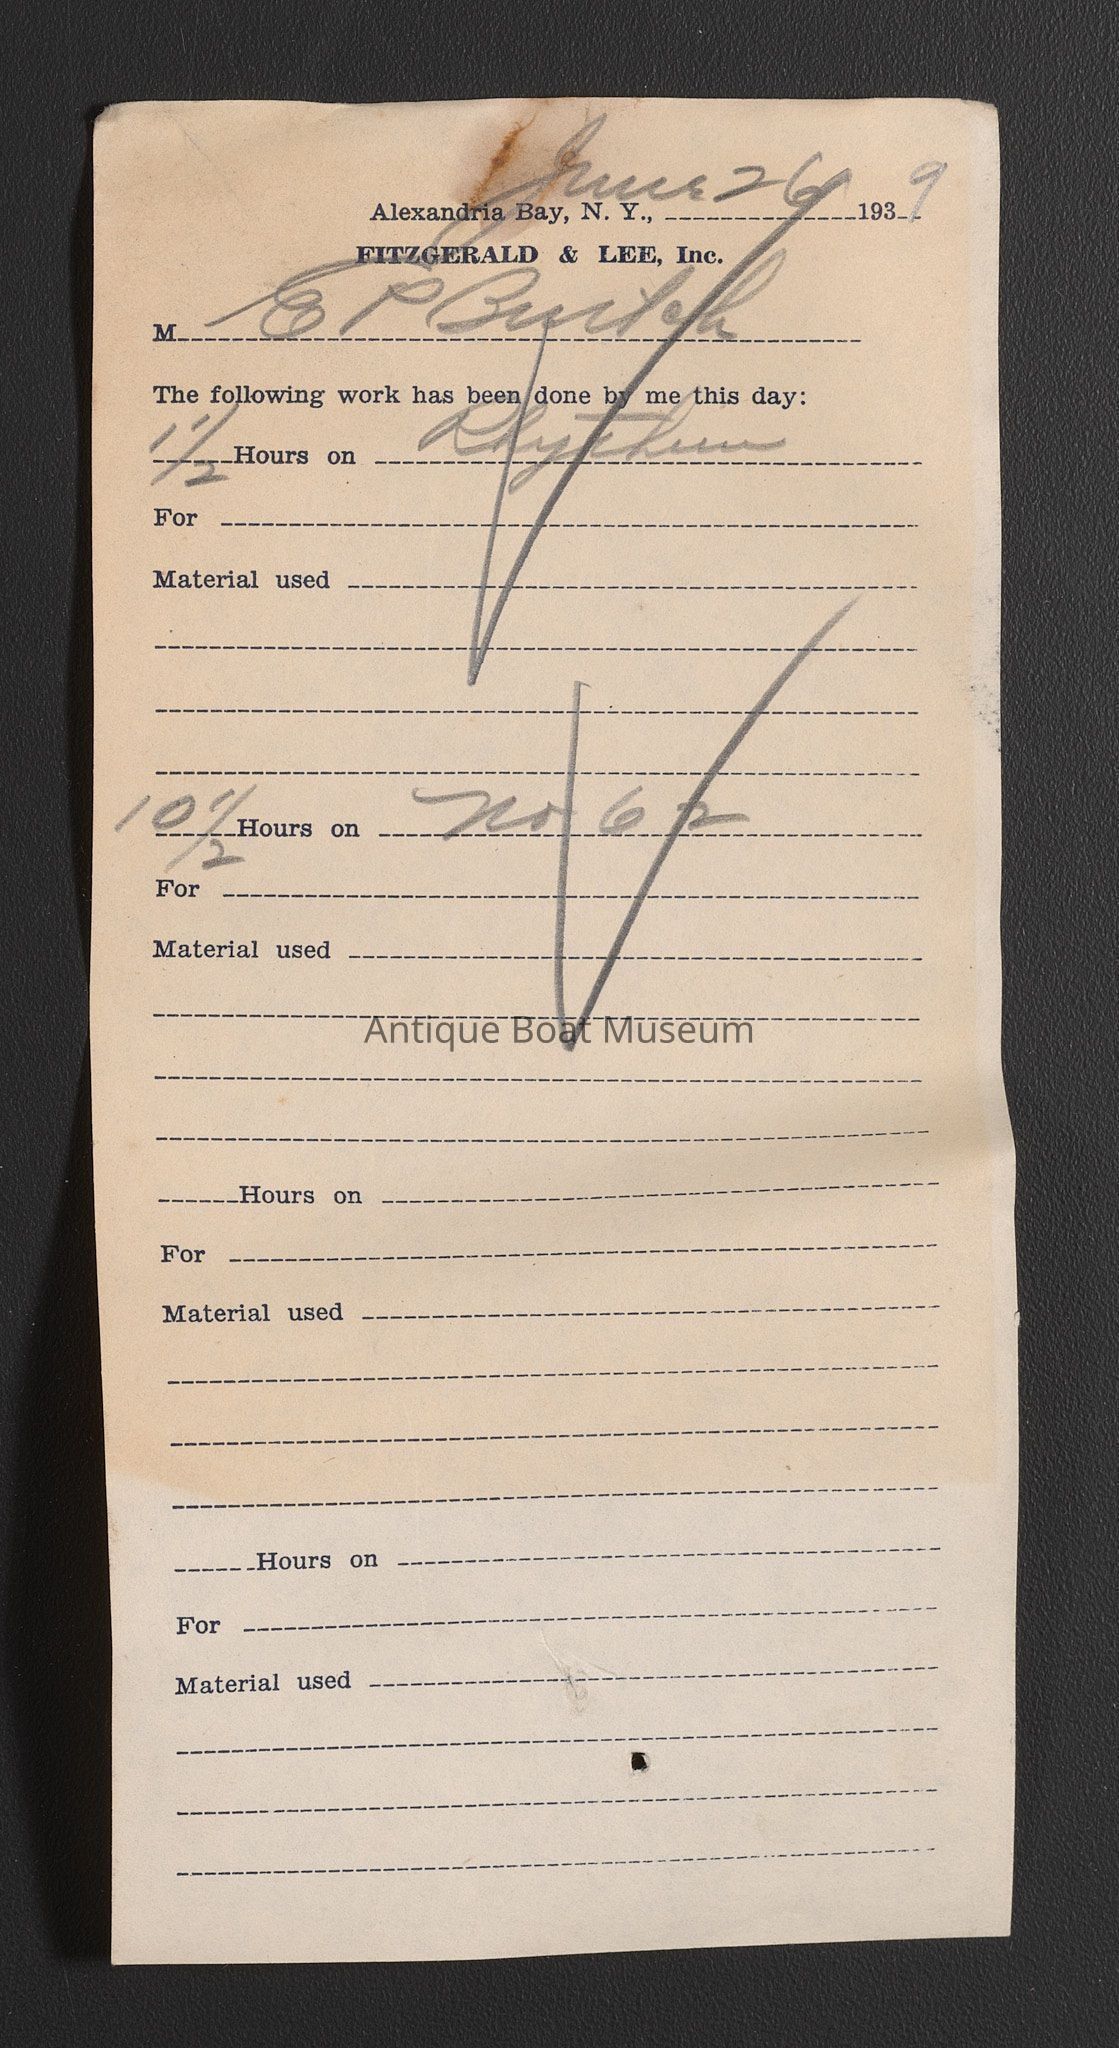 June 26 9
Alexandria Bay, N. Y., 193
FITZGERALD & LEE, Inc.
M E P
The following work has been done by me this day:
1 1/2 Hours on Rhythm
For
Material used
10 1/2 Hours on No 62
For
Material used
Antique Boat Museum
Hours on
For
Material used
Hours on
For
Material used